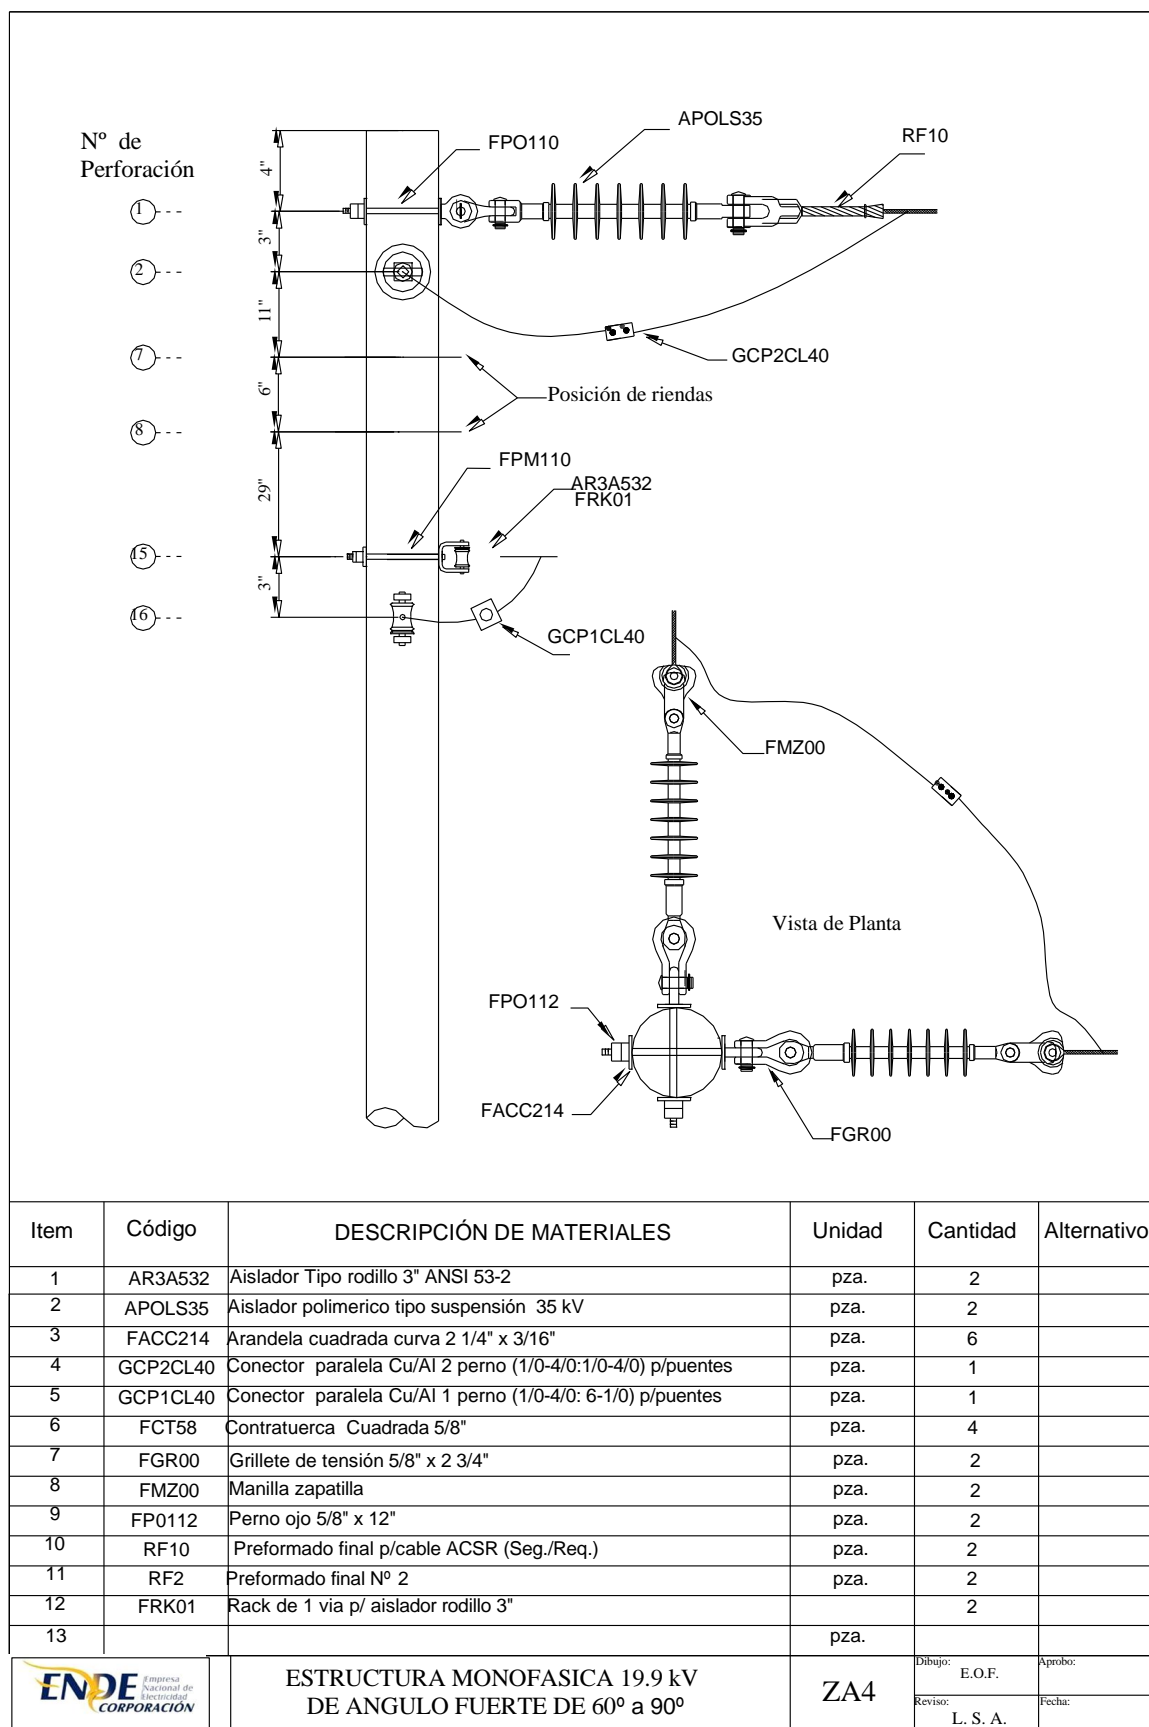 Nº de
Perforación
1
2
7
8
15
16
4"
3"
11"
6"
29"
3"
FPO110
APOLS35
RF10
GCP2CL40
Posición de riendas
FPM110
AR3A532
FRK01
GCP1CL40
FMZ00
Vista de Planta
FPO112
FACC214
FGR00
Item Código DESCRIPCIÓN DE MATERIALES Unidad Cantidad Alternativo
1 AR3A532 Aislador Tipo rodillo 3" ANSI 53-2 pza. 2
2 APOLS35 Aislador polimerico tipo suspensión 35 kV pza. 2
3 FACC214 Arandela cuadrada curva 2 1/4" x 3/16" pza. 6
4 GCP2CL40 Conector paralela Cu/Al 2 perno (1/0-4/0:1/0-4/0) p/puentes pza. 1
5 GCP1CL40 Conector paralela Cu/Al 1 perno (1/0-4/0: 6-1/0) p/puentes pza. 1
6 FCT58 Contratuerca Cuadrada 5/8" pza. 4
7 FGR00 Grillete de tensión 5/8" x 2 3/4" pza. 2
8 FMZ00 Manilla zapatilla pza. 2
9 FP0112 Perno ojo 5/8" x 12" pza. 2
10 RF10 Preformado final p/cable ACSR (Seg./Req.) pza. 2
11 RF2 Preformado final Nº 2 pza. 2
12 FRK01 Rack de 1 via p/ aislador rodillo 3" 2
13 pza.
ENDE Empresa Nacional de Electricidad
CORPORACIÓN
ESTRUCTURA MONOFASICA 19.9 kV
DE ANGULO FUERTE DE 60º a 90º
ZA4
Dibujo: E.O.F.
Aprobo:
Reviso: L. S. A.
Fecha: